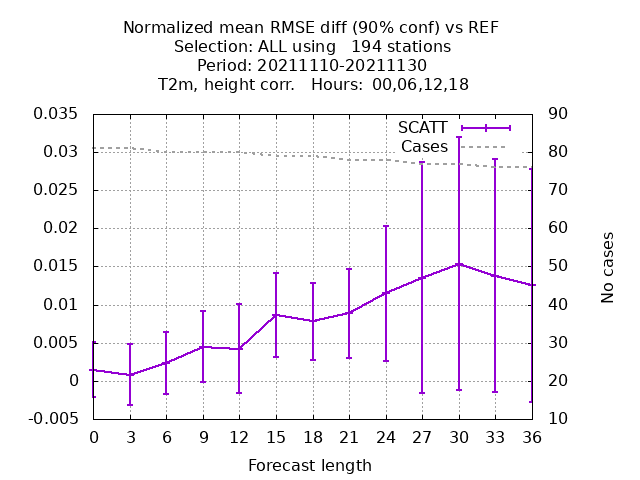 Normalized mean RMSE diff (90% conf) vs REF
Selection: ALL using   194 stations
Period: 20211110-20211130
T2m, height corr.   Hours: 00,06,12,18
0.035
0.03
0.025
0.02
0.015
0.01
0.005
0
-0.005
SCATT
Cases
90
80
70
60
50
40
30
20
10
No cases
0 3 6 9 12 15 18 21 24 27 30 33 36
Forecast length